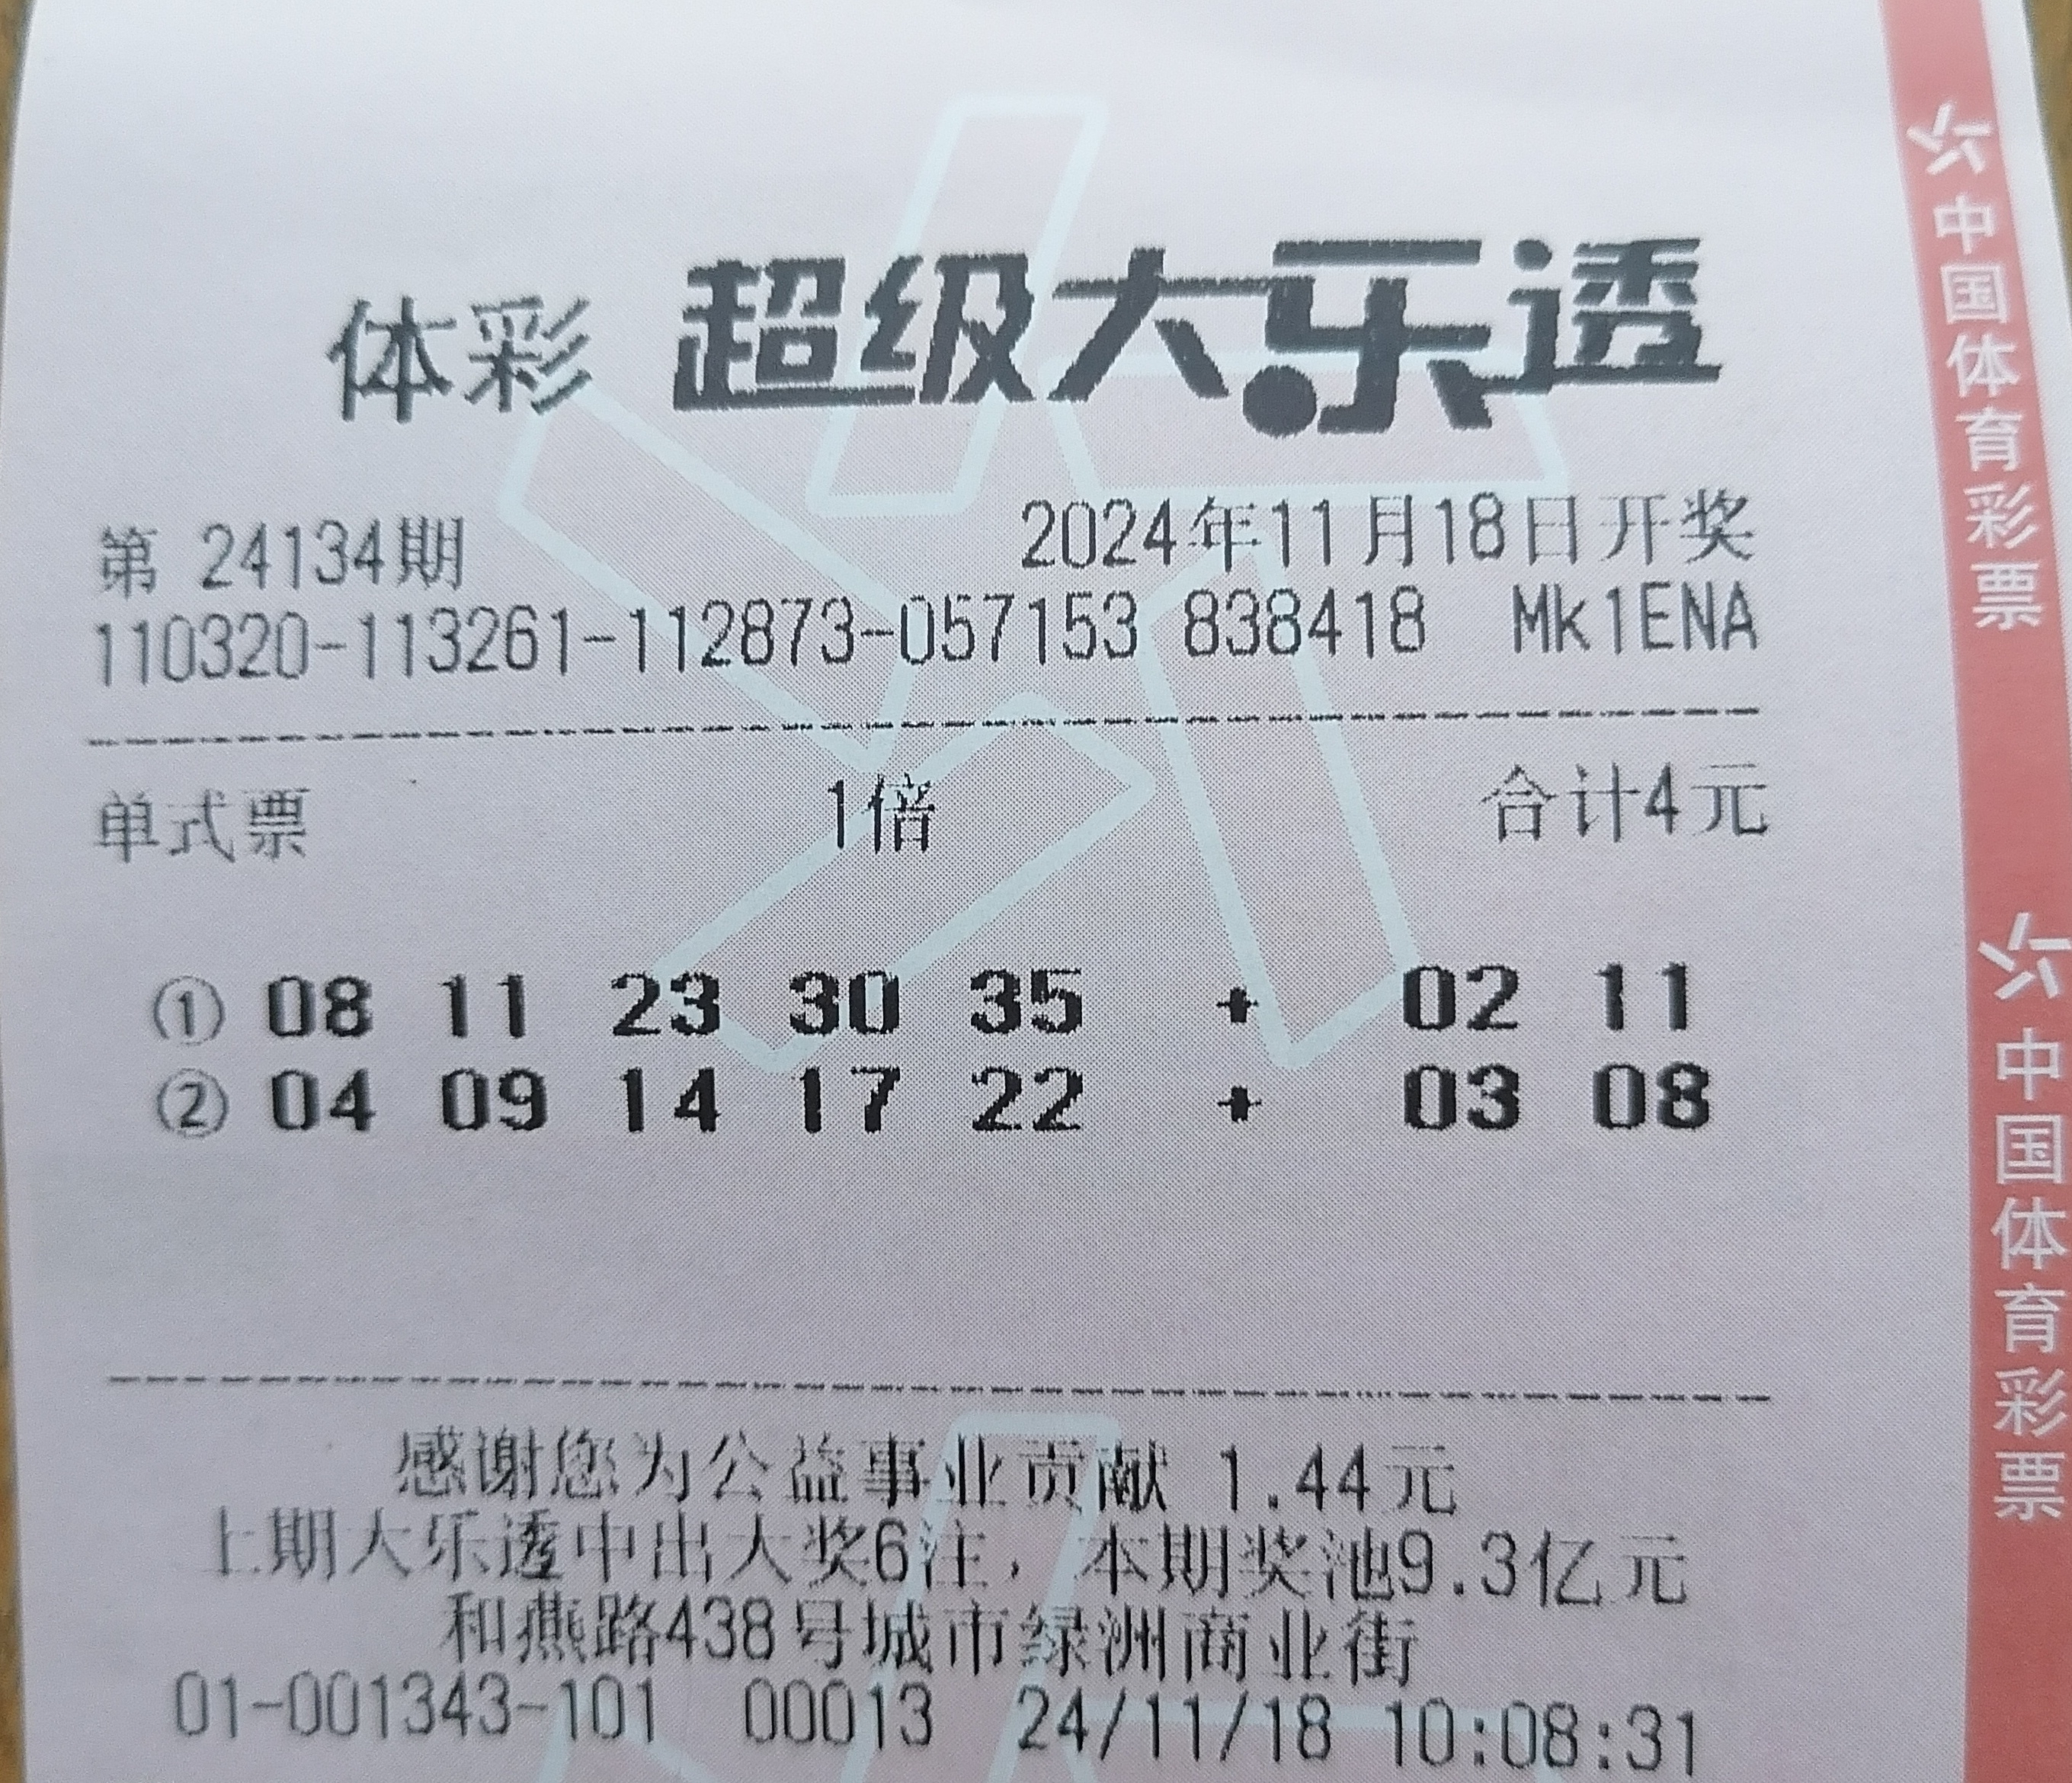 体彩 超级大乐透
第 24134期 2024年11月18日开奖
110320-113261-112873-057153 838418 Mk1ENA
单式票 1倍 合计4元
① 08 11 23 30 35 + 02 11
② 04 09 14 17 22 + 03 08
感谢您为公益事业贡献 1.44元
上期大乐透中出大奖6注，本期奖池9.3亿元
和燕路438号城市绿洲商业街
01-001343-101 00013 24/11/18 10:08:31
中国体育彩票
中国体育彩票